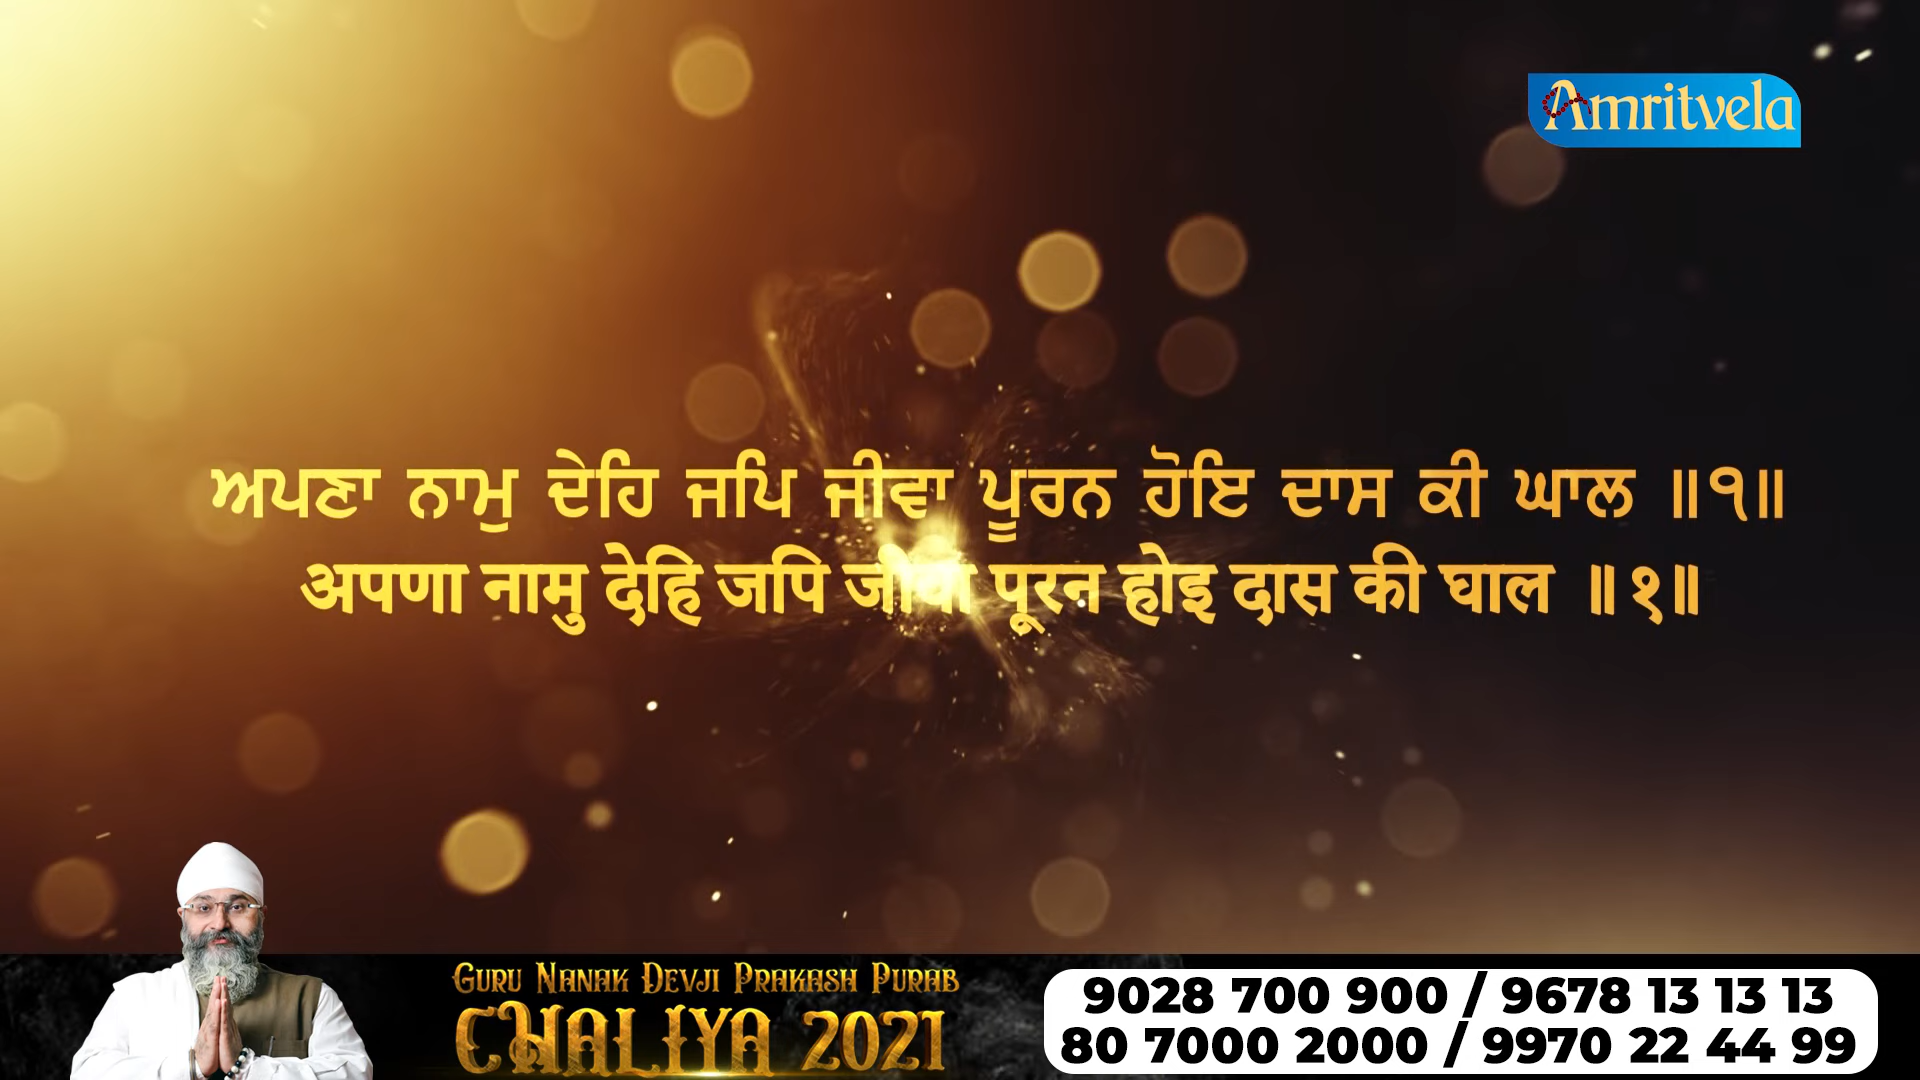 Amritvela
ਅਪਣਾ ਨਾਮੁ ਦੇਹਿ ਜਪਿ ਜੀਵਾ ਪੂਰਨ ਹੋਇ ਦਾਸ ਕੀ ਘਾਲ ॥੧॥
अपणा नामु देहि जपि जीवा पूरन होइ दास की घाल ॥१॥
GURU NANAK DEVJI PRAKASH PURAB
CHALIYA 2021
9028 700 900 / 9678 13 13 13
80 7000 2000 / 9970 22 44 99